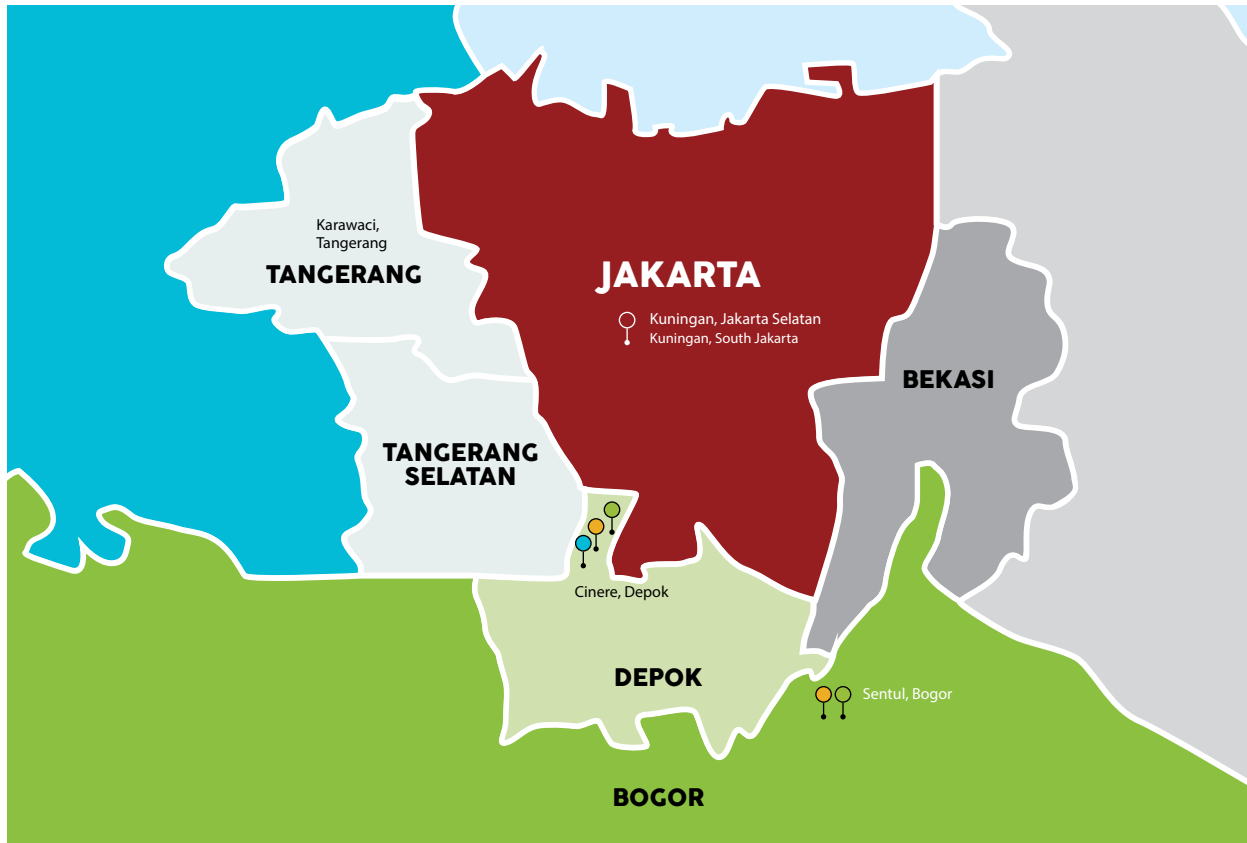 Karawaci,
Tangerang
TANGERANG
JAKARTA
Kuningan, Jakarta Selatan
Kuningan, South Jakarta
BEKASI
TANGERANG
SELATAN
Cinere, Depok
DEPOK
Sentul, Bogor
BOGOR